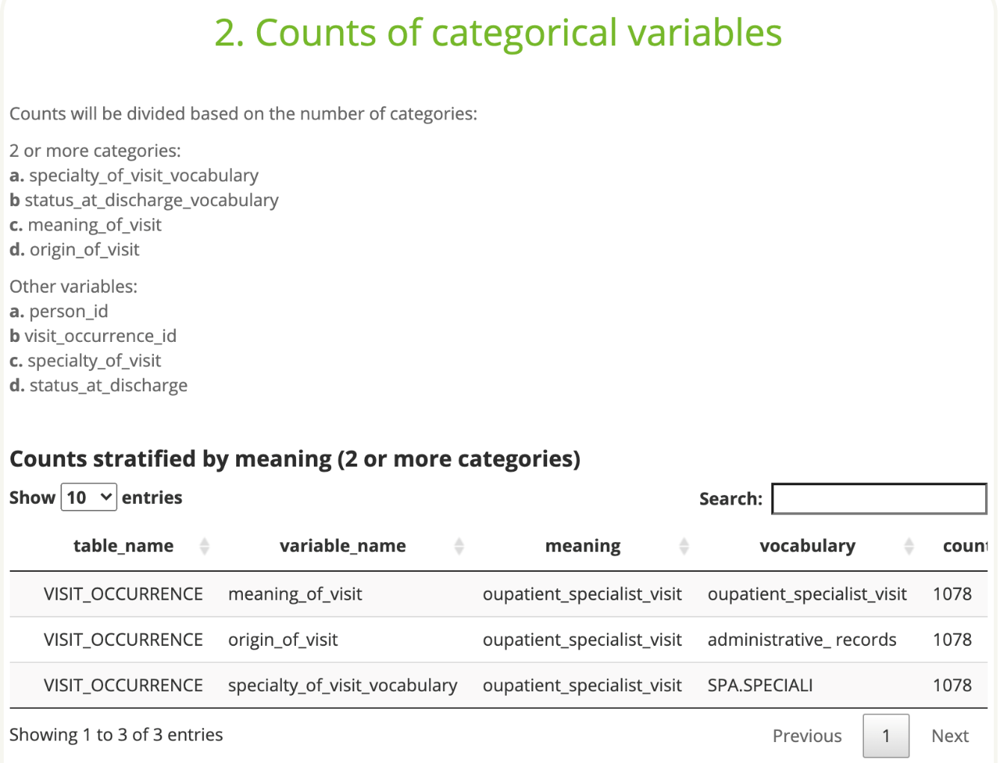 2. Counts of categorical variables
Counts will be divided based on the number of categories:
2 or more categories:
a. specialty_of_visit_vocabulary
b status_at_discharge_vocabulary
c. meaning_of_visit
d. origin_of_visit
Other variables:
a. person_id
b visit_occurrence_id
c. specialty_of_visit
d. status_at_discharge
Counts stratified by meaning (2 or more categories)
Show 10 entries Search:
table_name variable_name meaning vocabulary count
VISIT_OCCURRENCE meaning_of_visit oupatient_specialist_visit oupatient_specialist_visit 1078
VISIT_OCCURRENCE origin_of_visit oupatient_specialist_visit administrative_ records 1078
VISIT_OCCURRENCE specialty_of_visit_vocabulary oupatient_specialist_visit SPA.SPECIALI 1078
Showing 1 to 3 of 3 entries Previous 1 Next